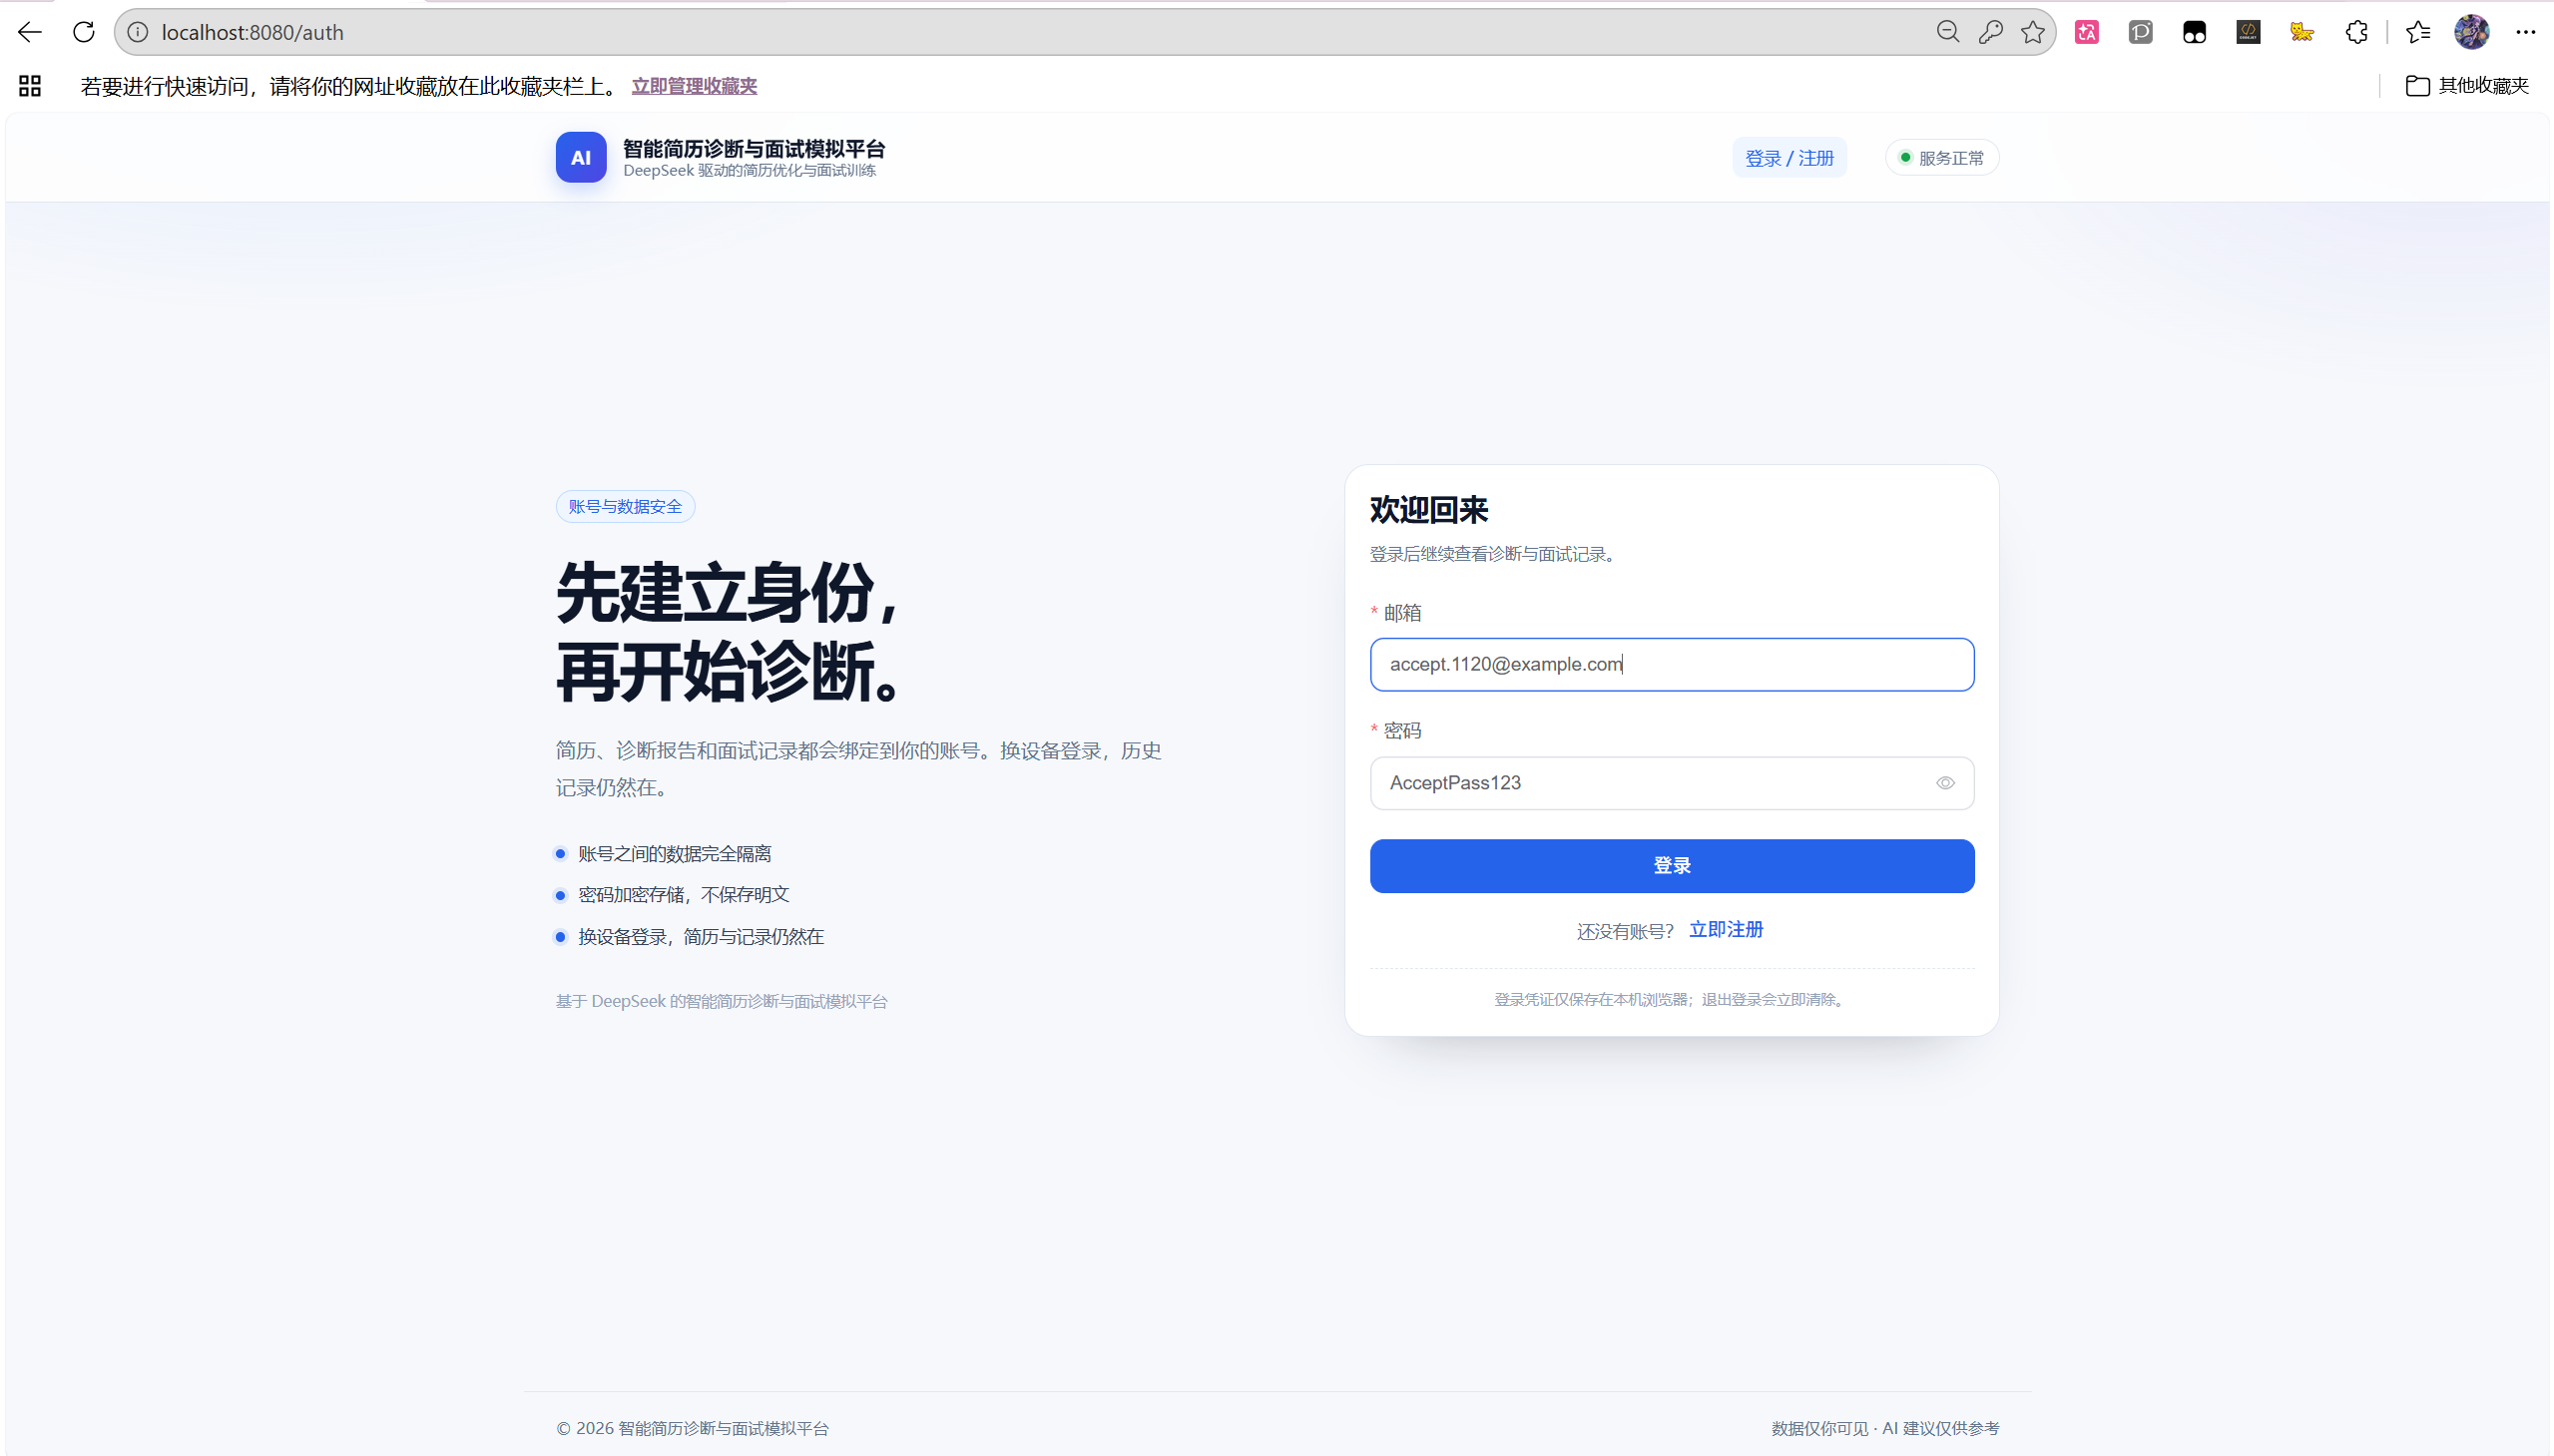 localhost:8080/auth
若要进行快速访问，请将你的网址收藏放在此收藏夹栏上。 立即管理收藏夹
其他收藏夹
AI
智能简历诊断与面试模拟平台
DeepSeek 驱动的简历优化与面试训练
登录 / 注册
服务正常
账号与数据安全
先建立身份，
再开始诊断。
简历、诊断报告和面试记录都会绑定到你的账号。换设备登录，历史
记录仍然在。
账号之间的数据完全隔离
密码加密存储，不保存明文
换设备登录，简历与记录仍然在
基于 DeepSeek 的智能简历诊断与面试模拟平台
欢迎回来
登录后继续查看诊断与面试记录。
* 邮箱
accept.1120@example.com
* 密码
AcceptPass123
登录
还没有账号？ 立即注册
登录凭证仅保存在本机浏览器；退出登录会立即清除。
© 2026 智能简历诊断与面试模拟平台
数据仅你可见 · AI 建议仅供参考